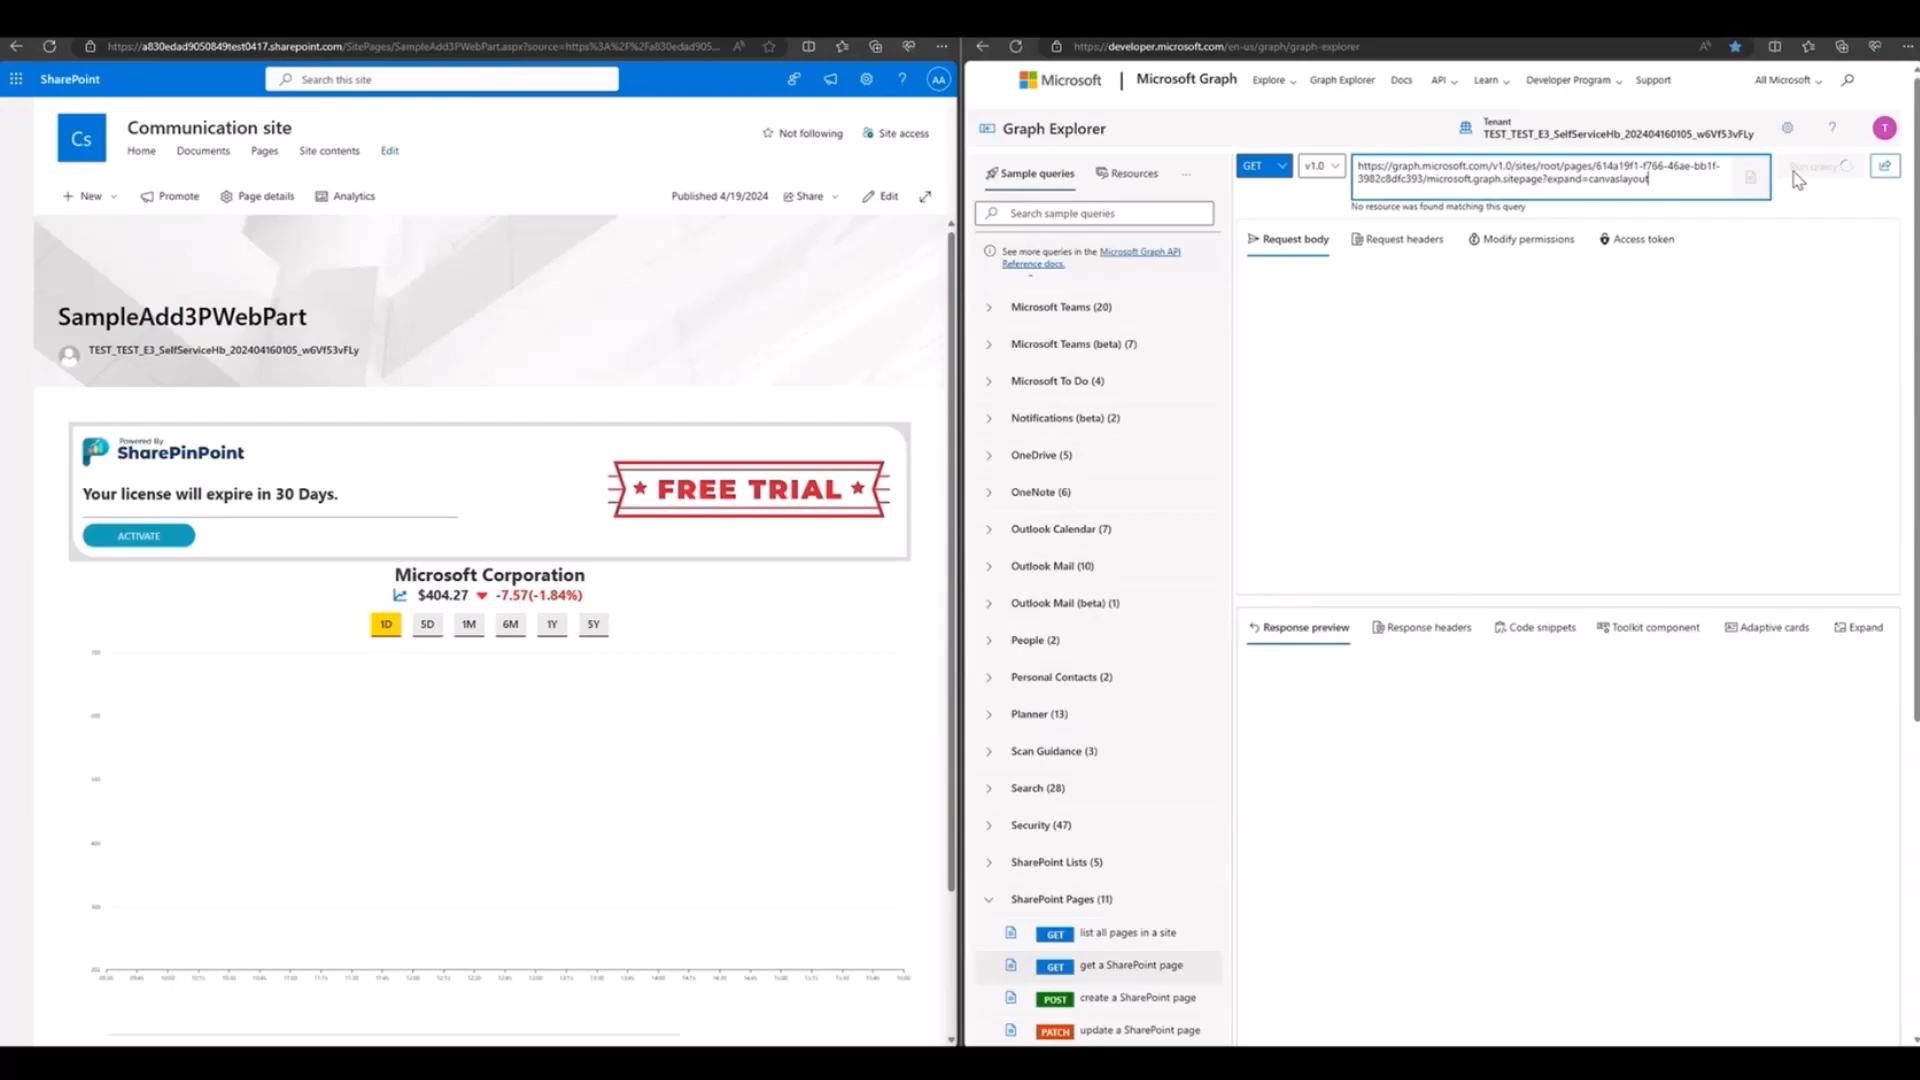 https://a830edad9050849test0417.sharepoint.com/SitePages/SampleAdd3PWebPart.aspx?source=https%3A%2F%2Fa830edad905...
SharePoint
Search this site
AA
Cs
Communication site
Home Documents Pages Site contents Edit
Not following Site access
New Promote Page details Analytics
Published 4/19/2024 Share Edit
SampleAdd3PWebPart
TEST_TEST_E3_SelfServiceHb_202404160105_w6Vf53vFLy
Powered By
SharePinPoint
Your license will expire in 30 Days.
ACTIVATE
FREE TRIAL
Microsoft Corporation
$404.27 -7.57(-1.84%)
1D 5D 1M 6M 1Y 5Y
https://developer.microsoft.com/en-us/graph/graph-explorer
Microsoft | Microsoft Graph Explore Graph Explorer Docs API Learn Developer Program Support All Microsoft
Graph Explorer
Tenant
TEST_TEST_E3_SelfServiceHb_202404160105_w6Vf53vFLy
T
Sample queries Resources ...
Search sample queries
See more queries in the Microsoft Graph API
Reference docs.
Microsoft Teams (20)
Microsoft Teams (beta) (7)
Microsoft To Do (4)
Notifications (beta) (2)
OneDrive (5)
OneNote (6)
Outlook Calendar (7)
Outlook Mail (10)
Outlook Mail (beta) (1)
People (2)
Personal Contacts (2)
Planner (13)
Scan Guidance (3)
Search (28)
Security (47)
SharePoint Lists (5)
SharePoint Pages (11)
GET list all pages in a site
GET get a SharePoint page
POST create a SharePoint page
PATCH update a SharePoint page
GET v1.0
https://graph.microsoft.com/v1.0/sites/root/pages/614a19f1-f766-46ae-bb1f-
3982c8dfc393/microsoft.graph.sitepage?expand=canvaslayout
No resource was found matching this query
Request body Request headers Modify permissions Access token
Response preview Response headers Code snippets Toolkit component Adaptive cards Expand